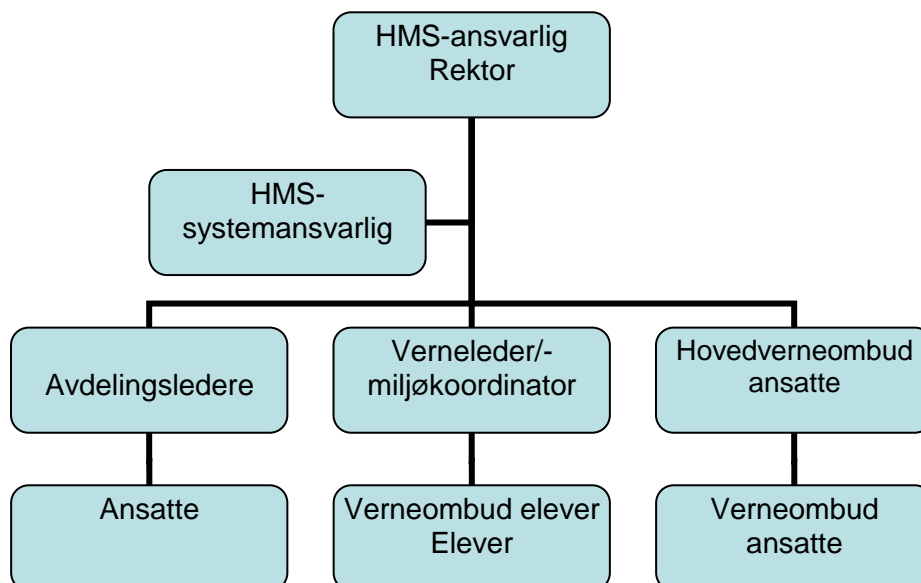 HMS-ansvarlig
Rektor
HMS-
systemansvarlig
Avdelingsledere
Verneleder/-
miljøkoordinator
Hovedverneombud
ansatte
Ansatte
Verneombud elever
Elever
Verneombud
ansatte